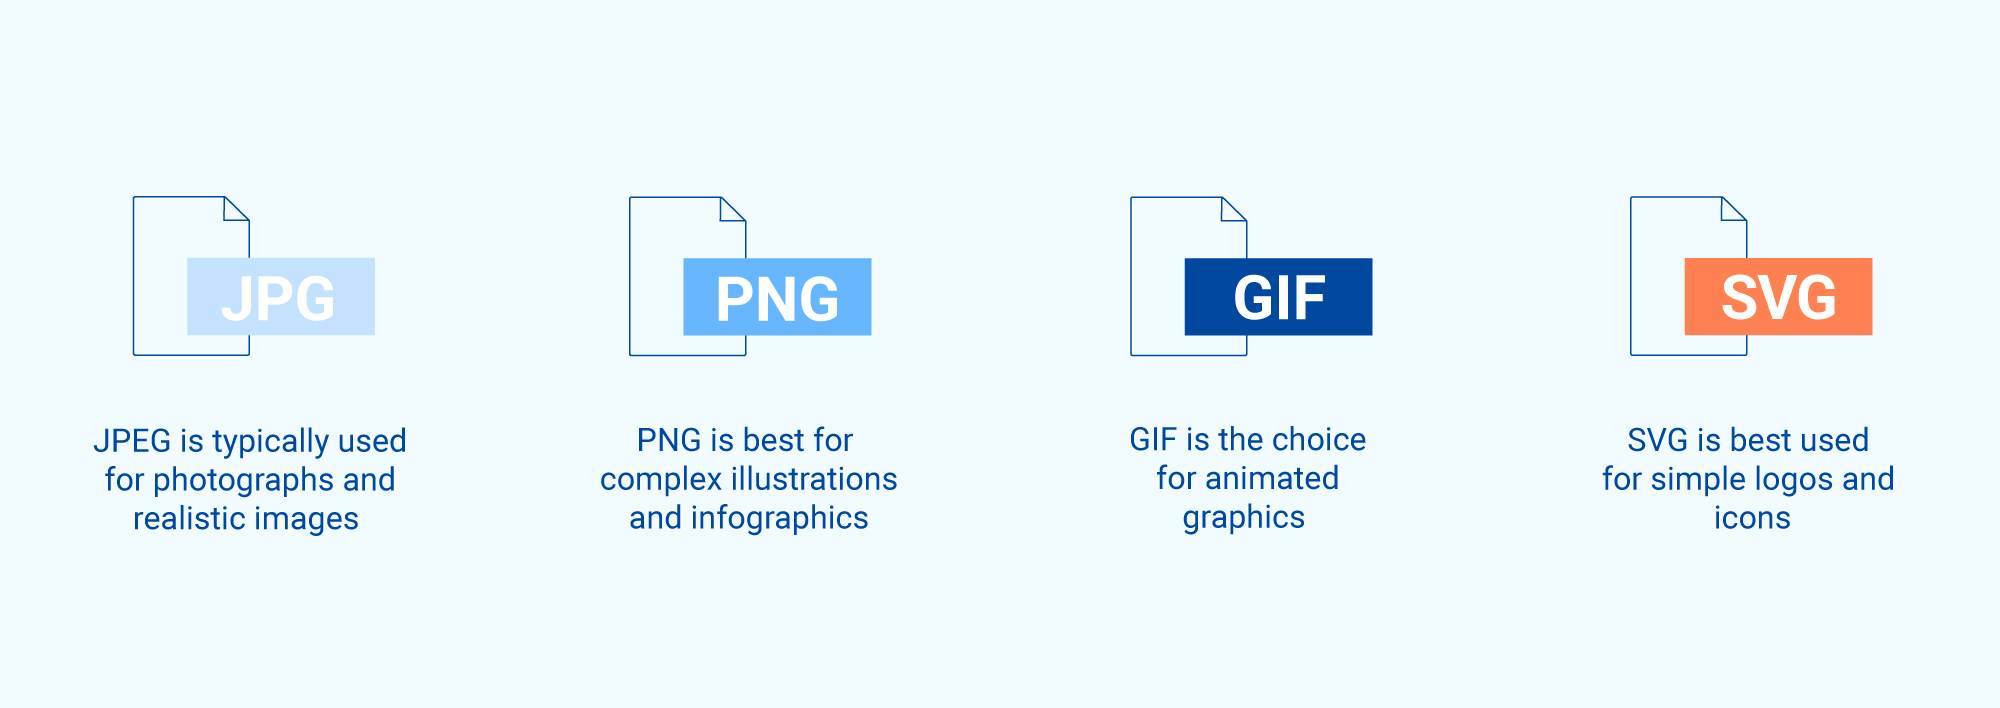 JPG
JPEG is typically used
for photographs and
realistic images
PNG
PNG is best for
complex illustrations
and infographics
GIF
GIF is the choice
for animated
graphics
SVG
SVG is best used
for simple logos and
icons